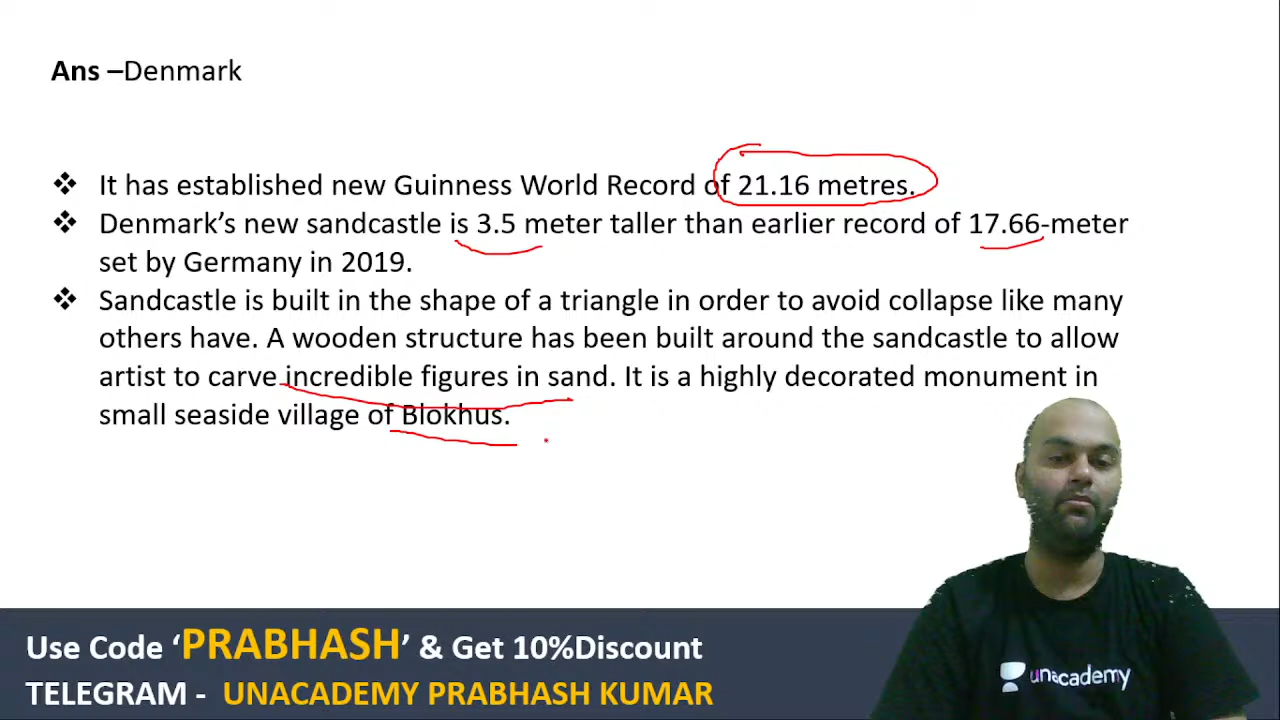 Ans –Denmark
❖ It has established new Guinness World Record of 21.16 metres.
❖ Denmark’s new sandcastle is 3.5 meter taller than earlier record of 17.66-meter
set by Germany in 2019.
❖ Sandcastle is built in the shape of a triangle in order to avoid collapse like many
others have. A wooden structure has been built around the sandcastle to allow
artist to carve incredible figures in sand. It is a highly decorated monument in
small seaside village of Blokhus.
unacademy
Use Code ‘PRABHASH’ & Get 10%Discount
TELEGRAM - UNACADEMY PRABHASH KUMAR